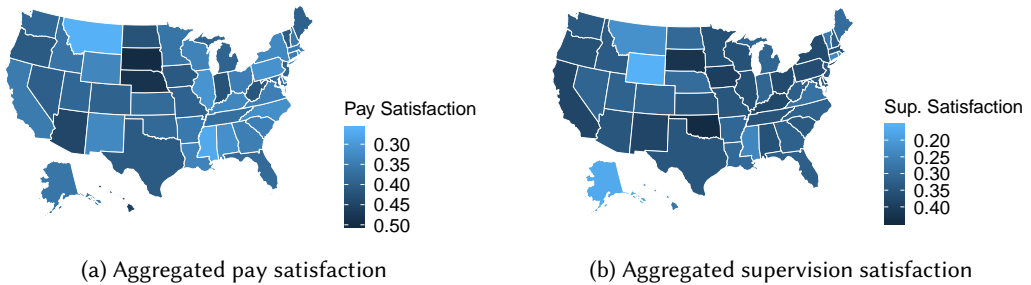 Pay Satisfaction
0.30
0.35
0.40
0.45
0.50
(a) Aggregated pay satisfaction
Sup. Satisfaction
0.20
0.25
0.30
0.35
0.40
(b) Aggregated supervision satisfaction